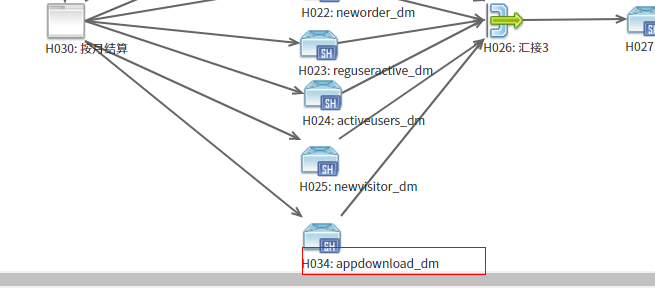 H022: neworder_dm
H030: 按月结算
SH
H026: 汇接3
H027
H023: reguseractive_dm
SH
H024: activeusers_dm
SH
H025: newvisitor_dm
SH
H034: appdownload_dm